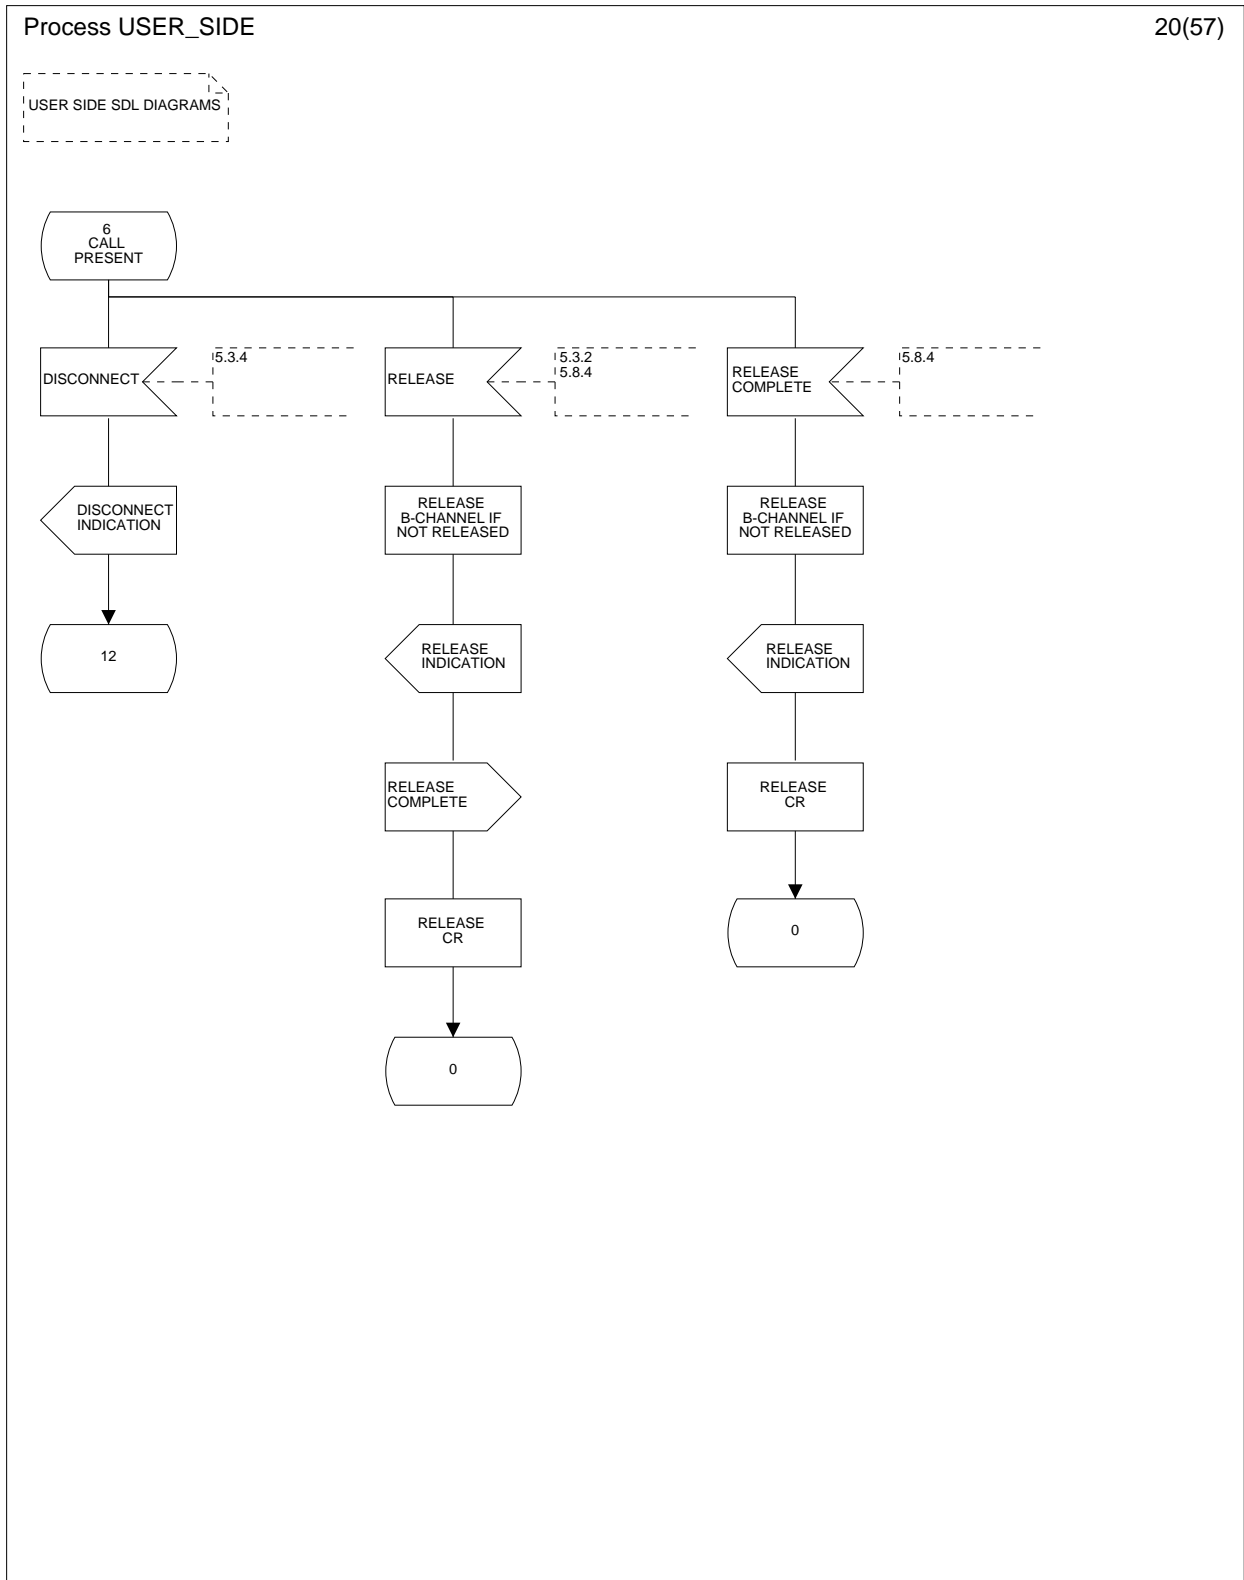 Process USER_SIDE
20(57)
USER SIDE SDL DIAGRAMS
6
CALL
PRESENT
DISCONNECT
5.3.4
RELEASE
5.3.2
5.8.4
RELEASE
COMPLETE
5.8.4
DISCONNECT
INDICATION
RELEASE
B-CHANNEL IF
NOT RELEASED
RELEASE
B-CHANNEL IF
NOT RELEASED
12
RELEASE
INDICATION
RELEASE
INDICATION
RELEASE
COMPLETE
RELEASE
CR
RELEASE
CR
0
0